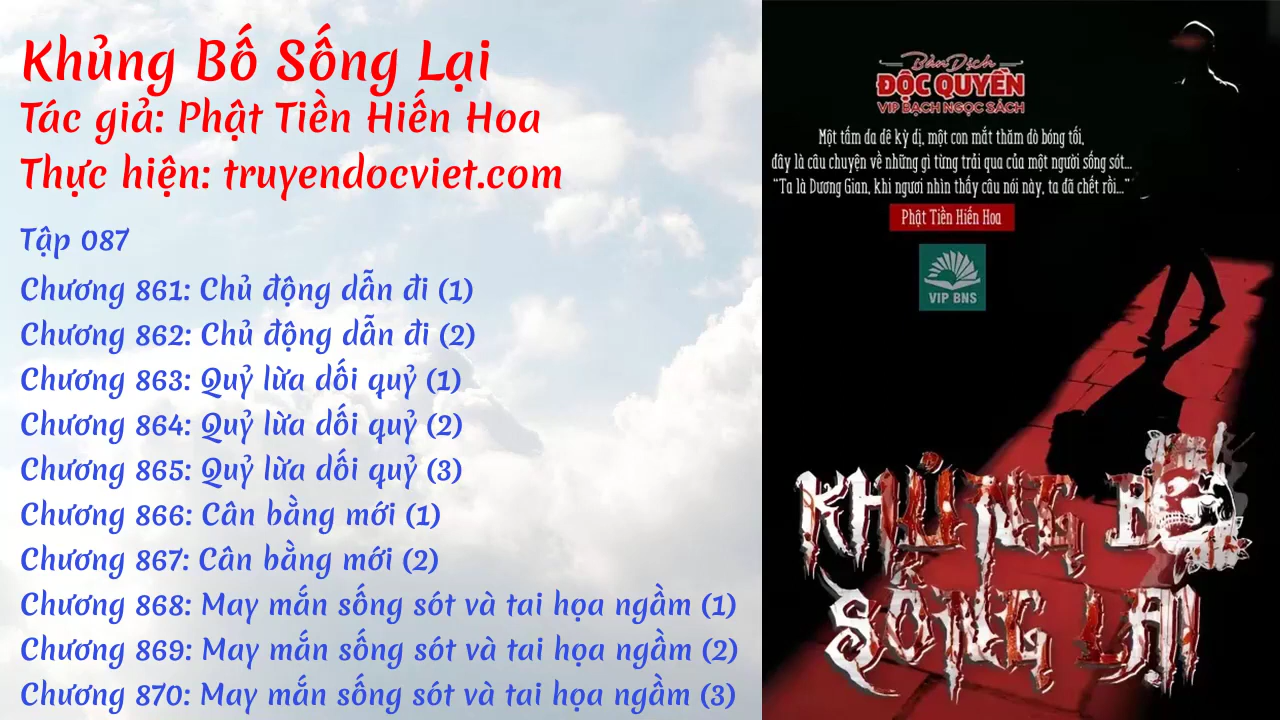 Khủng Bố Sống Lại
Tác giả: Phật Tiền Hiến Hoa
Thực hiện: truyendocviet.com
Tập 087
Chương 861: Chủ động dẫn đi (1)
Chương 862: Chủ động dẫn đi (2)
Chương 863: Quỷ lừa dối quỷ (1)
Chương 864: Quỷ lừa dối quỷ (2)
Chương 865: Quỷ lừa dối quỷ (3)
Chương 866: Cân bằng mới (1)
Chương 867: Cân bằng mới (2)
Chương 868: May mắn sống sót và tai họa ngầm (1)
Chương 869: May mắn sống sót và tai họa ngầm (2)
Chương 870: May mắn sống sót và tai họa ngầm (3)
Bản Dịch
ĐỘC QUYỀN
VIP BẠCH NGỌC SÁCH
Một tấm da dê kỳ dị, một con mắt thăm dò bóng tối,
đây là câu chuyện về những gì từng trải qua của một người sống sót...
“Ta là Dương Gian, khi ngươi nhìn thấy câu nói này, ta đã chết rồi...”
Phật Tiền Hiến Hoa
VIP BNS
KHỦNG BỐ
SỐNG LẠI